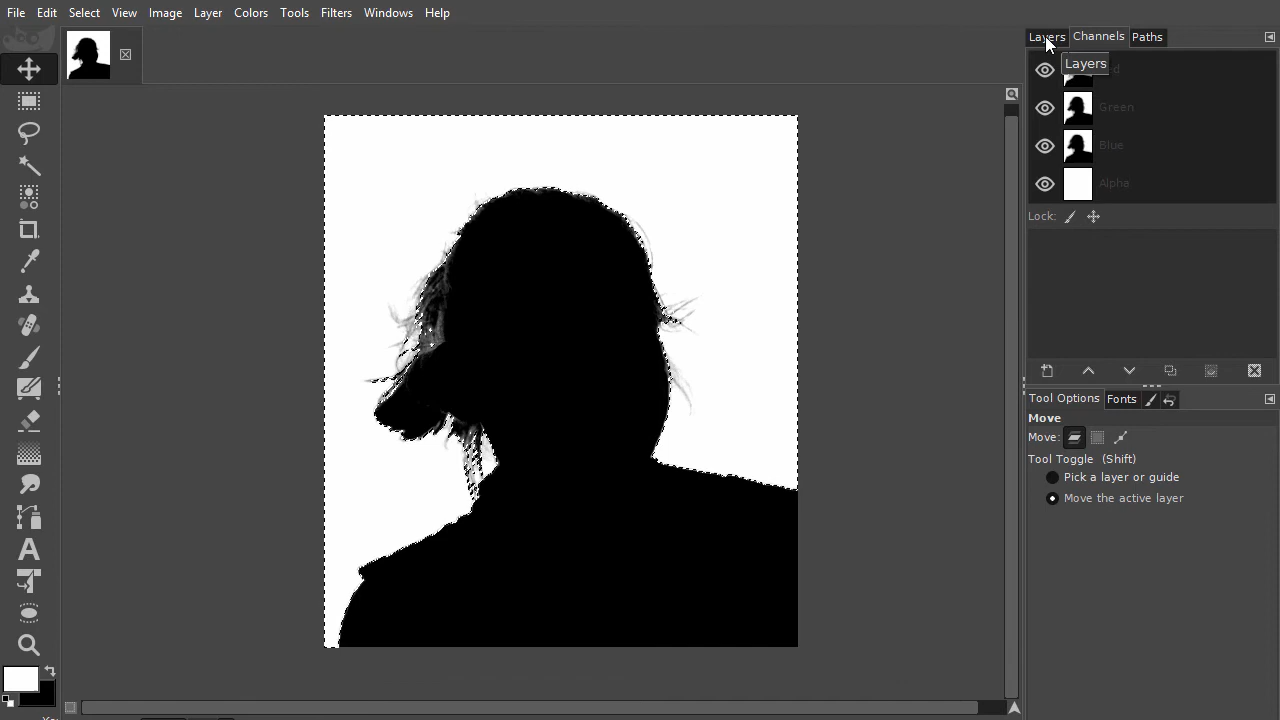 File Edit Select View Image Layer Colors Tools Filters Windows Help
Layers Channels Paths
Layers
Green
Blue
Alpha
Lock:
Tool Options Fonts
Move
Move:
Tool Toggle (Shift)
Pick a layer or guide
Move the active layer